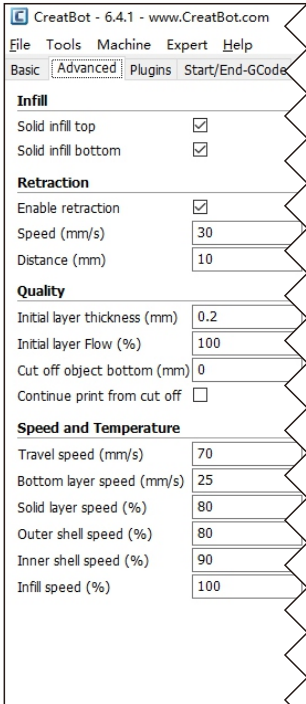 CreatBot - 6.4.1 - www.CreatBot.com
File Tools Machine Expert Help
Basic Advanced Plugins Start/End-GCode
Infill
Solid infill top
Solid infill bottom
Retraction
Enable retraction
Speed (mm/s) 30
Distance (mm) 10
Quality
Initial layer thickness (mm) 0.2
Initial layer Flow (%) 100
Cut off object bottom (mm) 0
Continue print from cut off
Speed and Temperature
Travel speed (mm/s) 70
Bottom layer speed (mm/s) 25
Solid layer speed (%) 80
Outer shell speed (%) 80
Inner shell speed (%) 90
Infill speed (%) 100